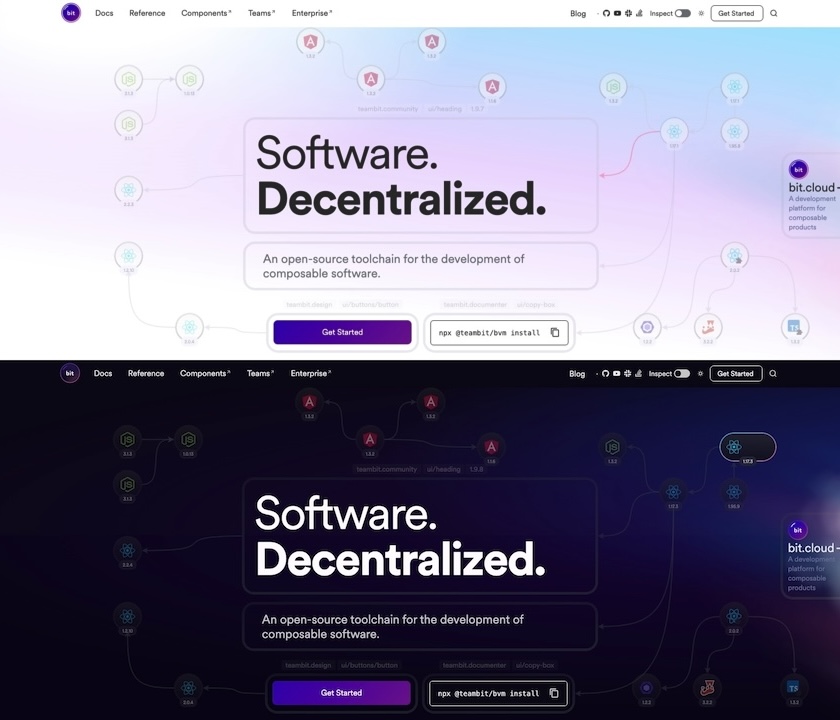 bit Docs Reference Components Teams Enterprise Blog Inspect Get Started
teambit.community ui/heading 1.9.7
Software.
Decentralized.
bit
bit.cloud
A development
platform for
composable
products
An open-source toolchain for the development of
composable software.
teambit.design ui/buttons/button teambit.documenter ui/copy-box
Get Started npx @teambit/bvm install
TS
bit Docs Reference Components Teams Enterprise Blog Inspect Get Started
teambit.community ui/heading 1.9.8
Software.
Decentralized.
bit
bit.cloud
A development
platform for
composable
products
An open-source toolchain for the development of
composable software.
teambit.design ui/buttons/button teambit.documenter ui/copy-box
Get Started npx @teambit/bvm install
TS